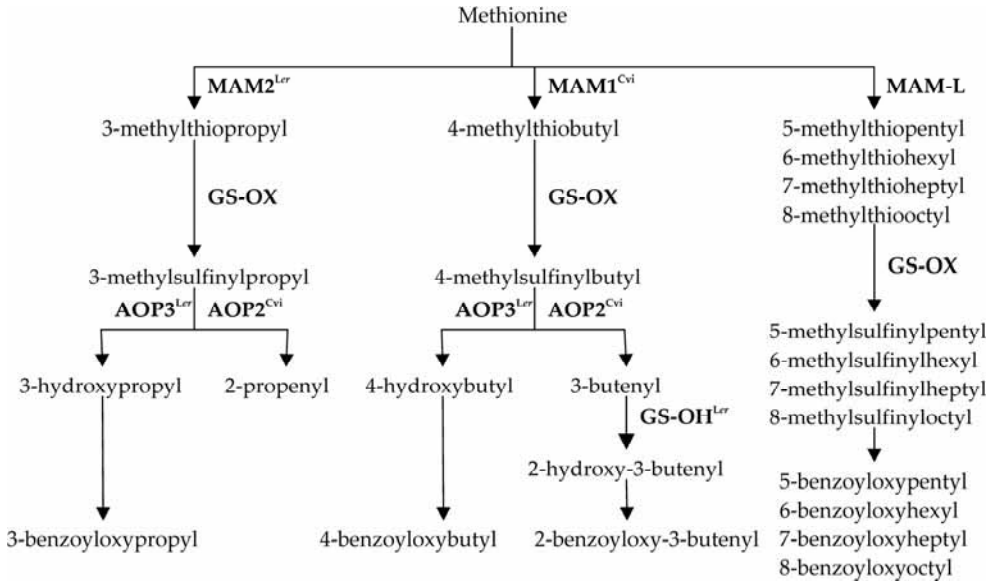 Methionine
MAM2Ler
MAM1Cvi
MAM-L
3-methylthiopropyl
4-methylthiobutyl
5-methylthiopentyl
6-methylthiohexyl
7-methylthioheptyl
8-methylthiooctyl
GS-OX
GS-OX
GS-OX
3-methylsulfinylpropyl
4-methylsulfinylbutyl
AOP3Ler AOP2Cvi
AOP3Ler AOP2Cvi
5-methylsulfinylpentyl
6-methylsulfinylhexyl
7-methylsulfinylheptyl
8-methylsulfinyloctyl
3-hydroxypropyl
2-propenyl
4-hydroxybutyl
3-butenyl
GS-OHLer
2-hydroxy-3-butenyl
5-benzoyloxypentyl
6-benzoyloxyhexyl
7-benzoyloxyheptyl
8-benzoyloxyoctyl
3-benzoyloxypropyl
4-benzoyloxybutyl
2-benzoyloxy-3-butenyl